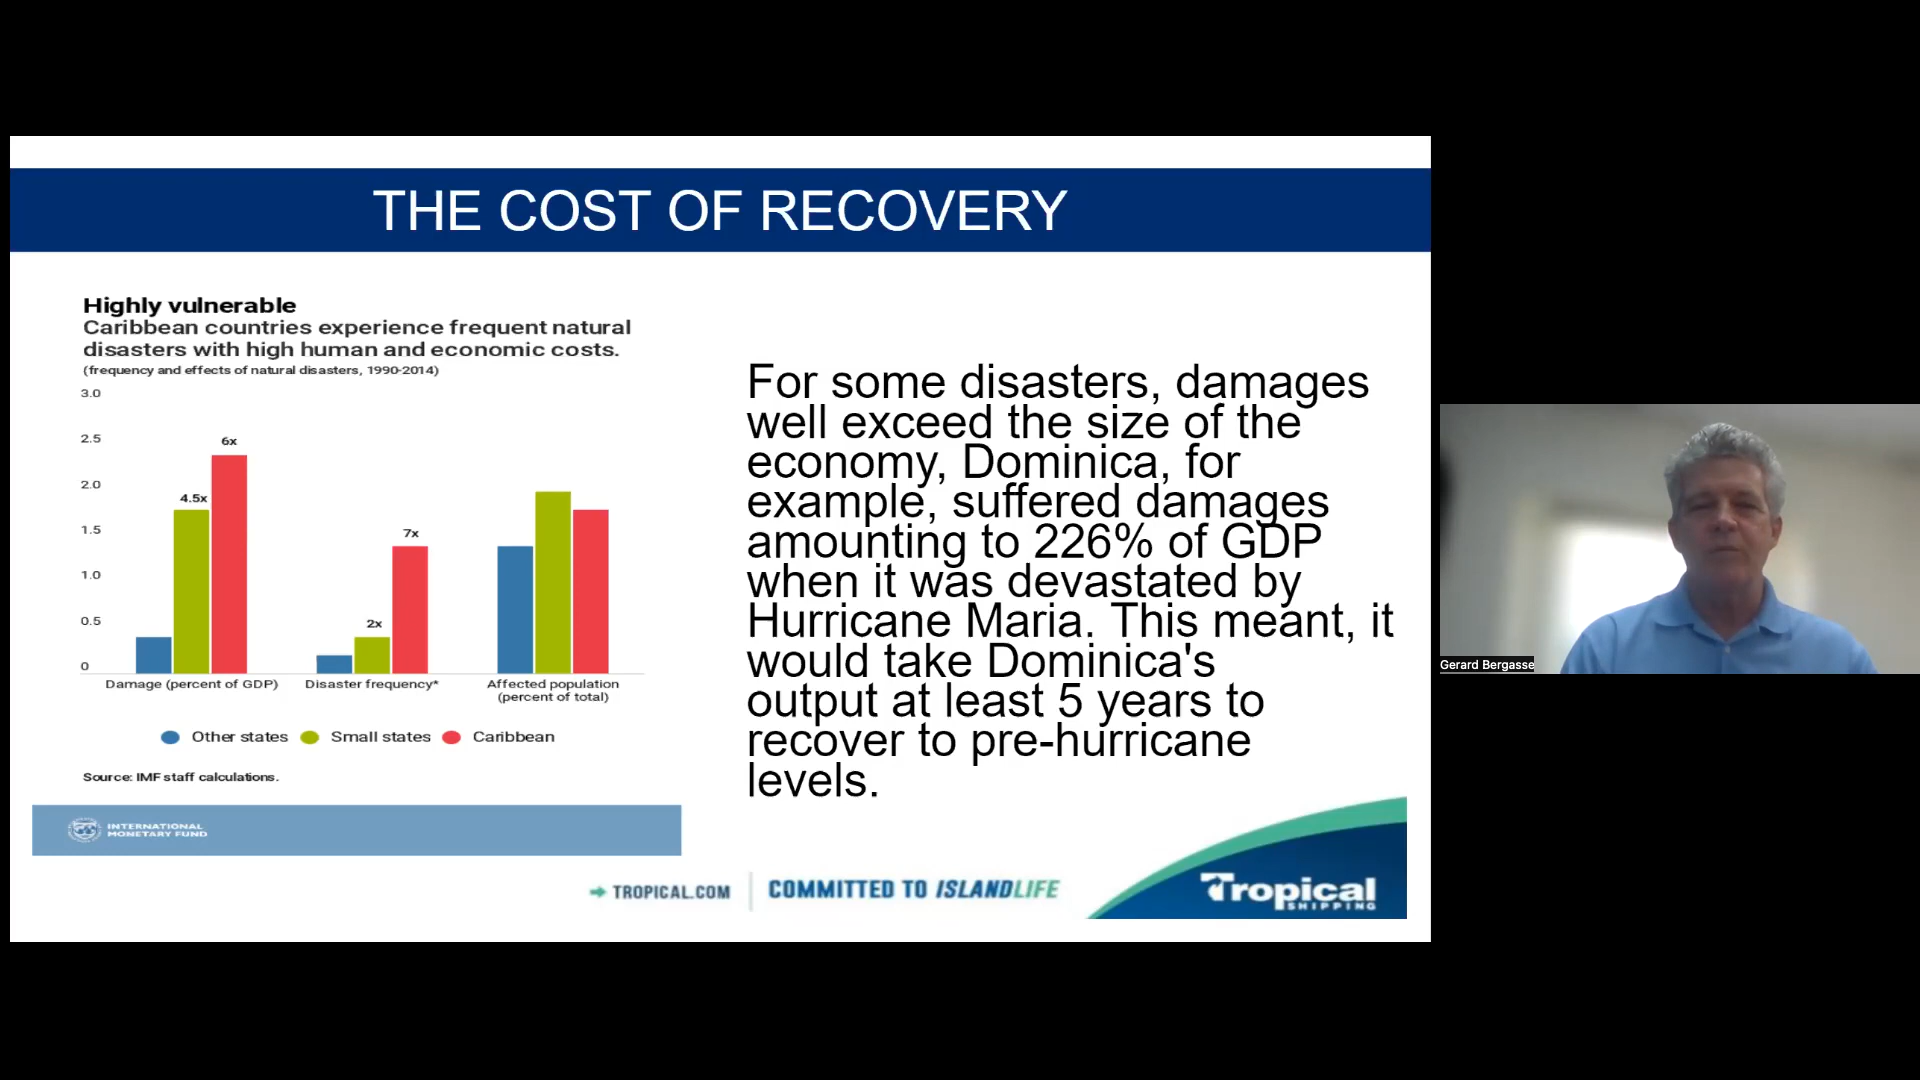 THE COST OF RECOVERY
Highly vulnerable
Caribbean countries experience frequent natural
disasters with high human and economic costs.
(frequency and effects of natural disasters, 1990-2014)
3.0
2.5
2.0
1.5
1.0
0.5
0
4.5x
6x
2x
7x
Damage (percent of GDP)
Disaster frequency*
Affected population
(percent of total)
Other states
Small states
Caribbean
Source: IMF staff calculations.
INTERNATIONAL
MONETARY FUND
For some disasters, damages
well exceed the size of the
economy, Dominica, for
example, suffered damages
amounting to 226% of GDP
when it was devastated by
Hurricane Maria. This meant, it
would take Dominica's
output at least 5 years to
recover to pre-hurricane
levels.
TROPICAL.COM
COMMITTED TO ISLANDLIFE
Tropical
SHIPPING
Gerard Bergasse